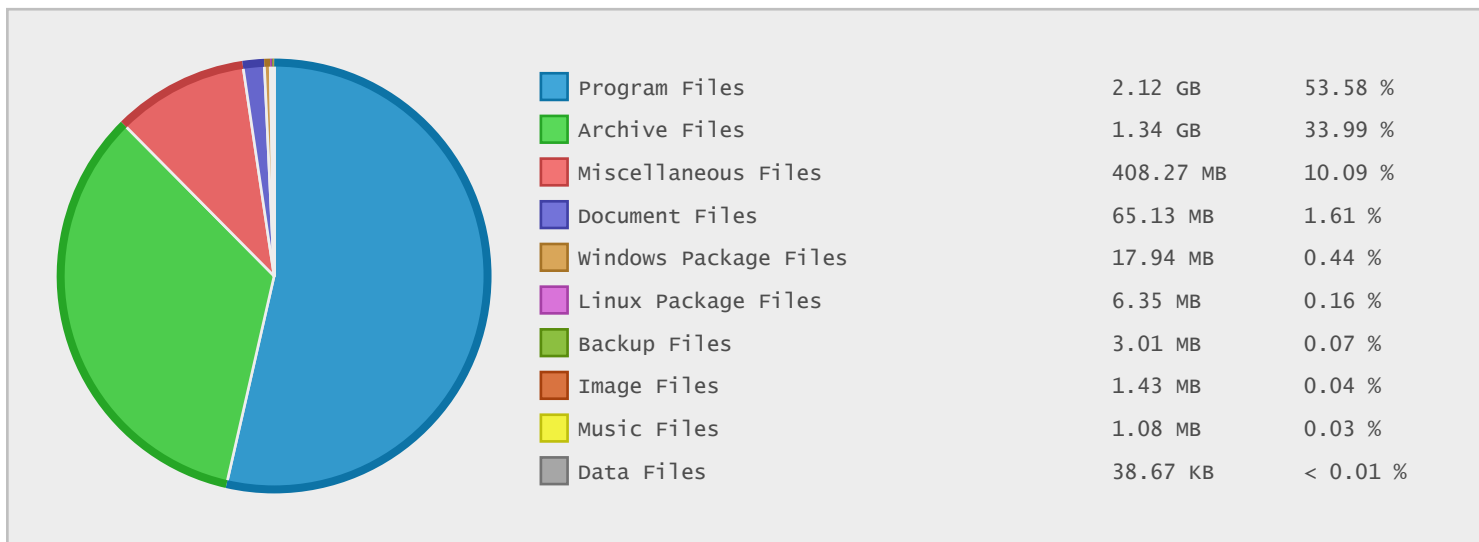 Program Files 2.12 GB 53.58 %
Archive Files 1.34 GB 33.99 %
Miscellaneous Files 408.27 MB 10.09 %
Document Files 65.13 MB 1.61 %
Windows Package Files 17.94 MB 0.44 %
Linux Package Files 6.35 MB 0.16 %
Backup Files 3.01 MB 0.07 %
Image Files 1.43 MB 0.04 %
Music Files 1.08 MB 0.03 %
Data Files 38.67 KB < 0.01 %